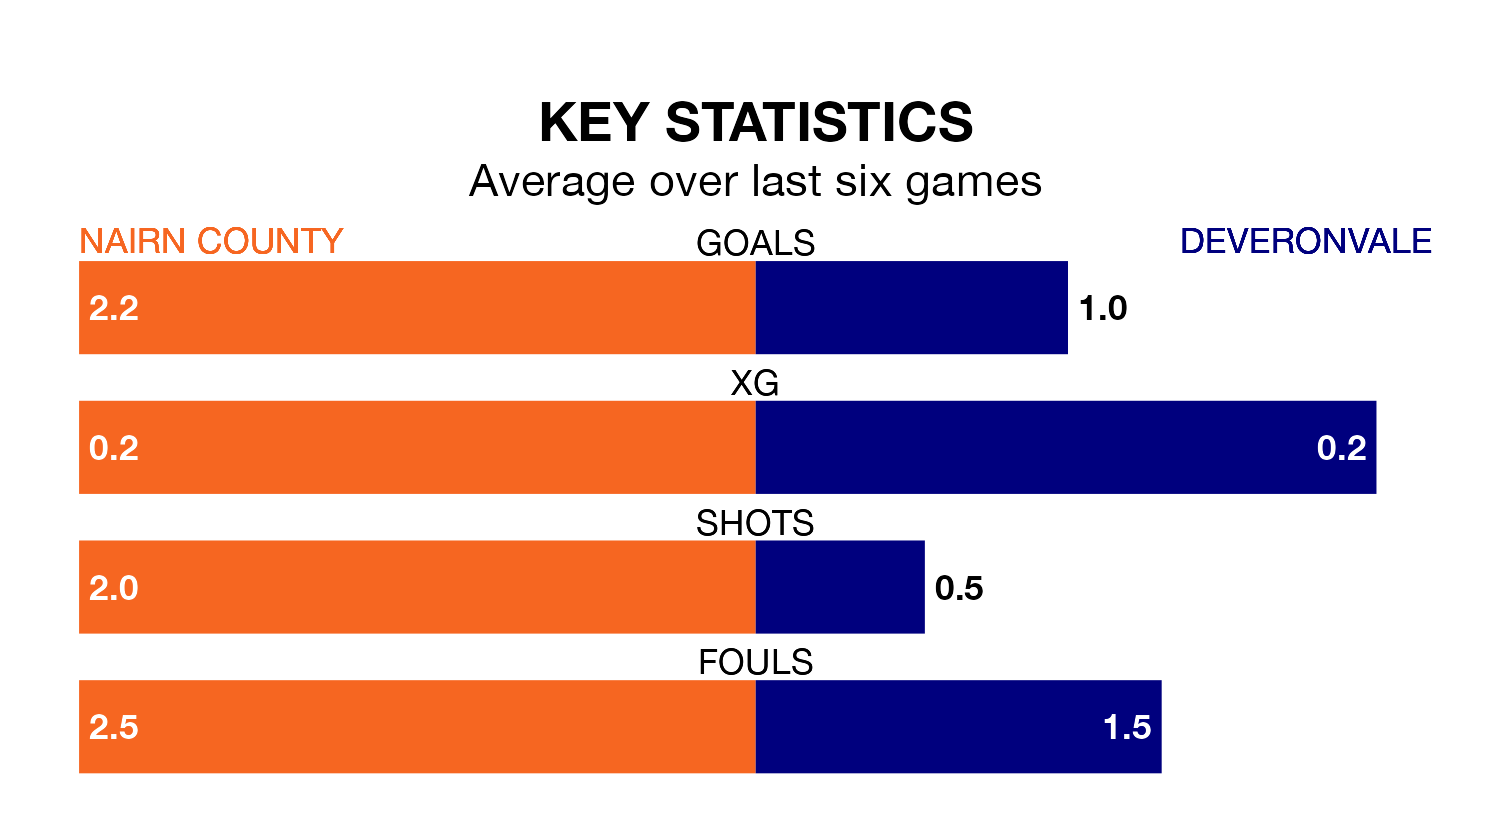 KEY STATISTICS
Average over last six games
NAIRN COUNTY
GOALS
DEVERONVALE
2.2
1.0
XG
0.2
0.2
SHOTS
2.0
0.5
FOULS
2.5
1.5